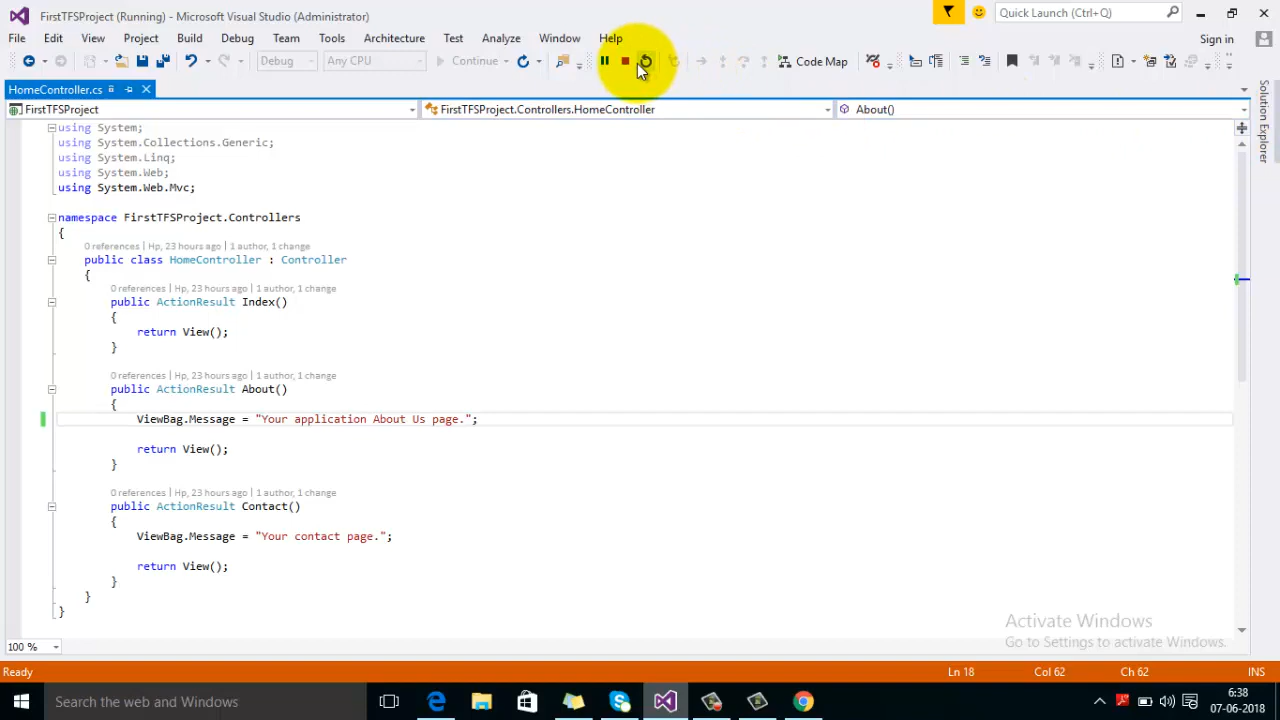 FirstTFSProject (Running) - Microsoft Visual Studio (Administrator)
Quick Launch (Ctrl+Q)
File Edit View Project Build Debug Team Tools Architecture Test Analyze Window Help
Sign in
Debug Any CPU Continue Code Map
HomeController.cs
FirstTFSProject FirstTFSProject.Controllers.HomeController About()
Solution Explorer
using System;
using System.Collections.Generic;
using System.Linq;
using System.Web;
using System.Web.Mvc;
namespace FirstTFSProject.Controllers
{
0 references | Hp, 23 hours ago | 1 author, 1 change
public class HomeController : Controller
{
0 references | Hp, 23 hours ago | 1 author, 1 change
public ActionResult Index()
{
return View();
}
0 references | Hp, 23 hours ago | 1 author, 1 change
public ActionResult About()
{
ViewBag.Message = "Your application About Us page.";
return View();
}
0 references | Hp, 23 hours ago | 1 author, 1 change
public ActionResult Contact()
{
ViewBag.Message = "Your contact page.";
return View();
}
}
}
Activate Windows
Go to Settings to activate Windows.
100 %
Ready Ln 18 Col 62 Ch 62 INS
Search the web and Windows
6:38
07-06-2018